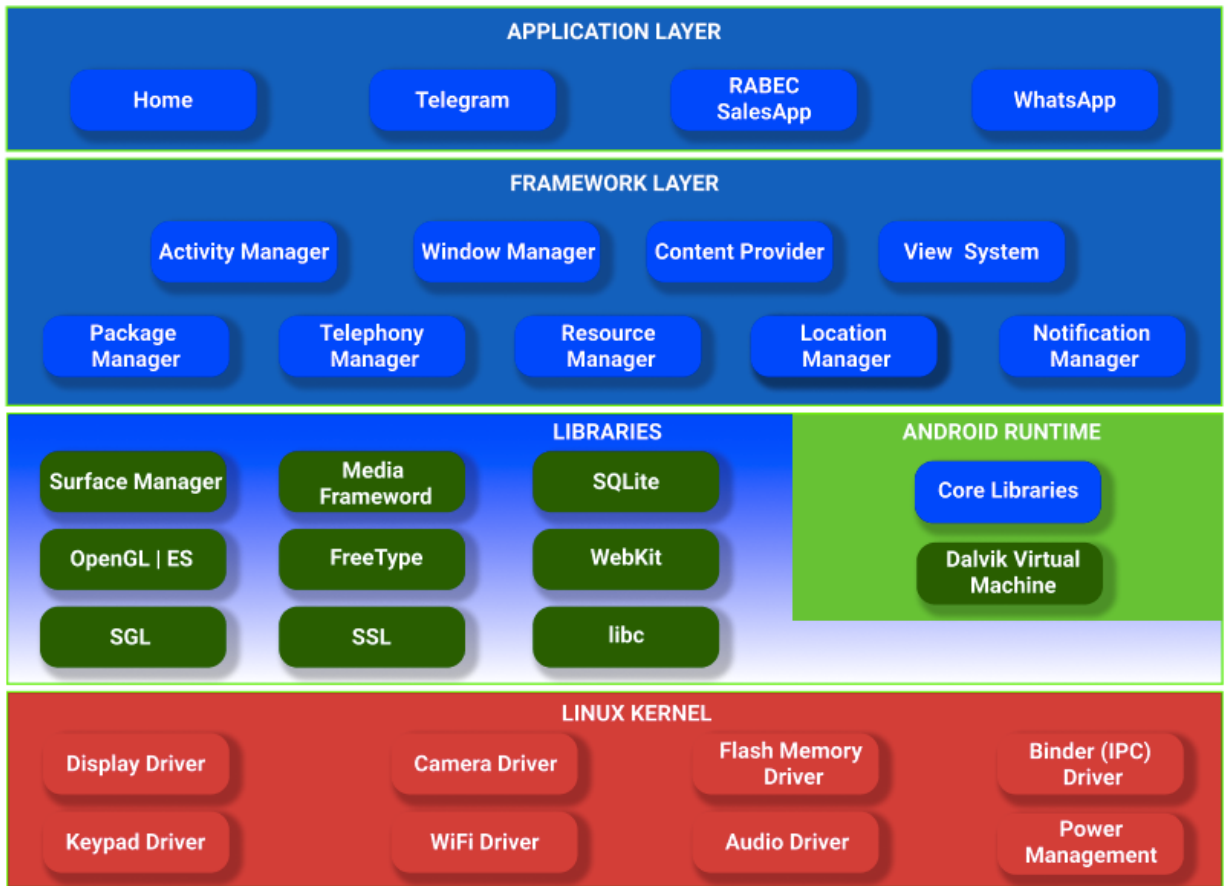 APPLICATION LAYER
Home
Telegram
RABEC
SalesApp
WhatsApp
FRAMEWORK LAYER
Activity Manager
Window Manager
Content Provider
View System
Package
Manager
Telephony
Manager
Resource
Manager
Location
Manager
Notification
Manager
LIBRARIES
Surface Manager
Media
Frameword
SQLite
OpenGL | ES
FreeType
WebKit
SGL
SSL
libc
ANDROID RUNTIME
Core Libraries
Dalvik Virtual
Machine
LINUX KERNEL
Display Driver
Camera Driver
Flash Memory
Driver
Binder (IPC)
Driver
Keypad Driver
WiFi Driver
Audio Driver
Power
Management